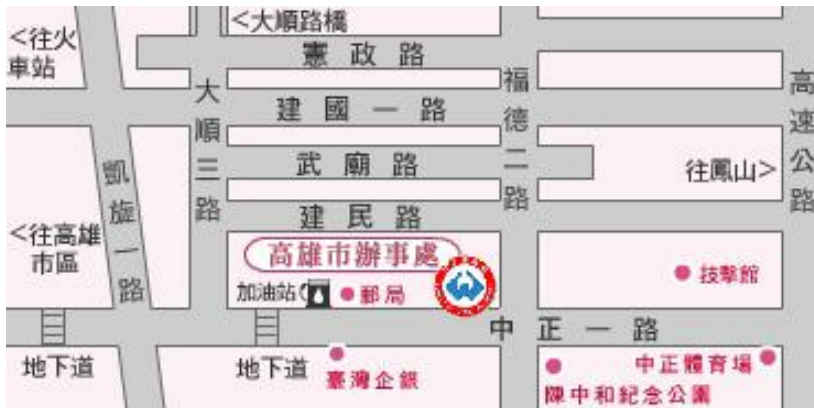 <大順路橋
<往火
車站
憲政路
大順三路
福德二路
高速公路
建國一路
凱旋一路
武廟路
往鳳山>
建民路
<往高雄
市區
高雄市辦事處
加油站
郵局
技擊館
中正一路
地下道
地下道
臺灣企銀
中正體育場
陳中和紀念公園